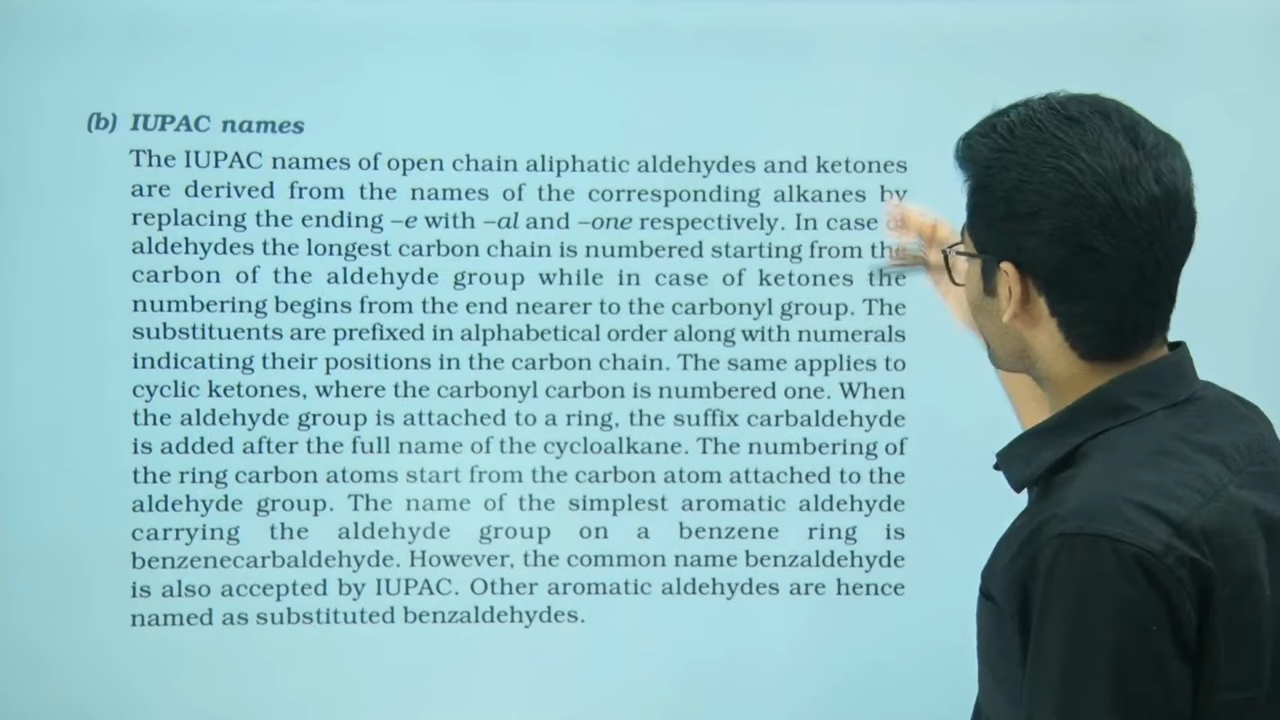 (b) IUPAC names
The IUPAC names of open chain aliphatic aldehydes and ketones
are derived from the names of the corresponding alkanes by
replacing the ending –e with –al and –one respectively. In case
aldehydes the longest carbon chain is numbered starting from the
carbon of the aldehyde group while in case of ketones the
numbering begins from the end nearer to the carbonyl group. The
substituents are prefixed in alphabetical order along with numerals
indicating their positions in the carbon chain. The same applies to
cyclic ketones, where the carbonyl carbon is numbered one. When
the aldehyde group is attached to a ring, the suffix carbaldehyde
is added after the full name of the cycloalkane. The numbering of
the ring carbon atoms start from the carbon atom attached to the
aldehyde group. The name of the simplest aromatic aldehyde
carrying the aldehyde group on a benzene ring is
benzenecarbaldehyde. However, the common name benzaldehyde
is also accepted by IUPAC. Other aromatic aldehydes are hence
named as substituted benzaldehydes.